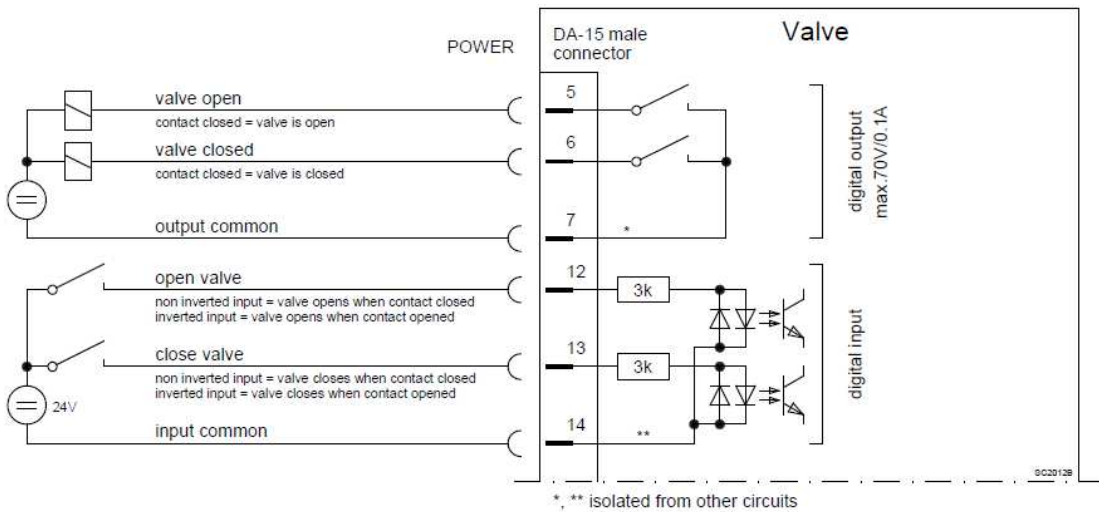 POWER
DA-15 male
connector
Valve
valve open
contact closed = valve is open
5
valve closed
contact closed = valve is closed
6
output common
7
*
digital output
max.70V/0.1A
open valve
non inverted input = valve opens when contact closed
inverted input = valve opens when contact opened
12
3k
close valve
non inverted input = valve closes when contact closed
inverted input = valve closes when contact opened
13
3k
24V
input common
14
**
digital input
SC2012B
*, ** isolated from other circuits